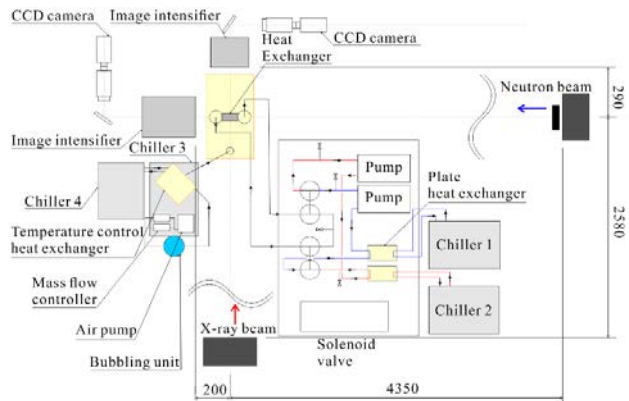 CCD camera
Image intensifier
Heat
Exchanger
CCD camera
Neutron beam
290
Image intensifier
Chiller 3
Pump
Pump
Plate
heat exchanger
Chiller 4
Temperature control
heat exchanger
Chiller 1
2580
Mass flow
controller
Chiller 2
Air pump
X-ray beam
Bubbling unit
Solenoid
valve
200
4350